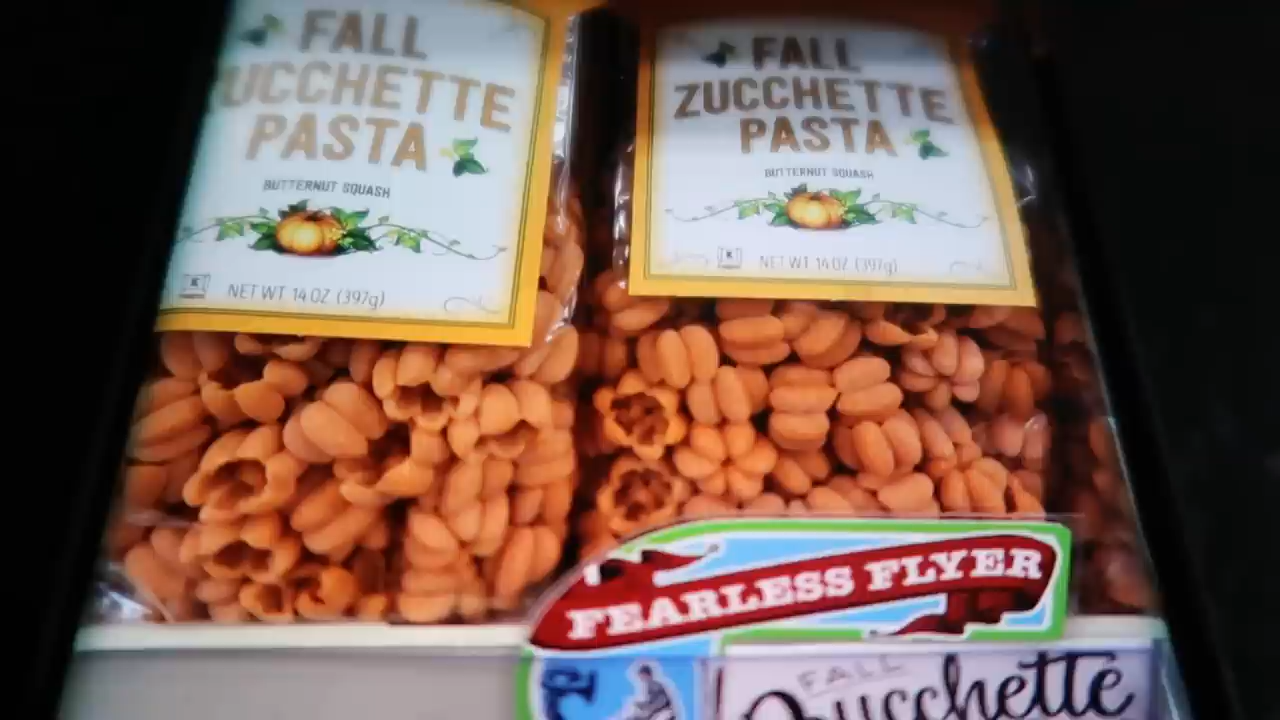 FALL
UCCHETTE
PASTA
BUTTERNUT SQUASH
K
NET WT 14 OZ (397g)
FALL
ZUCCHETTE
PASTA
BUTTERNUT SQUASH
K
NET WT 14 OZ (397g)
FEARLESS FLYER
FALL
Zucchette